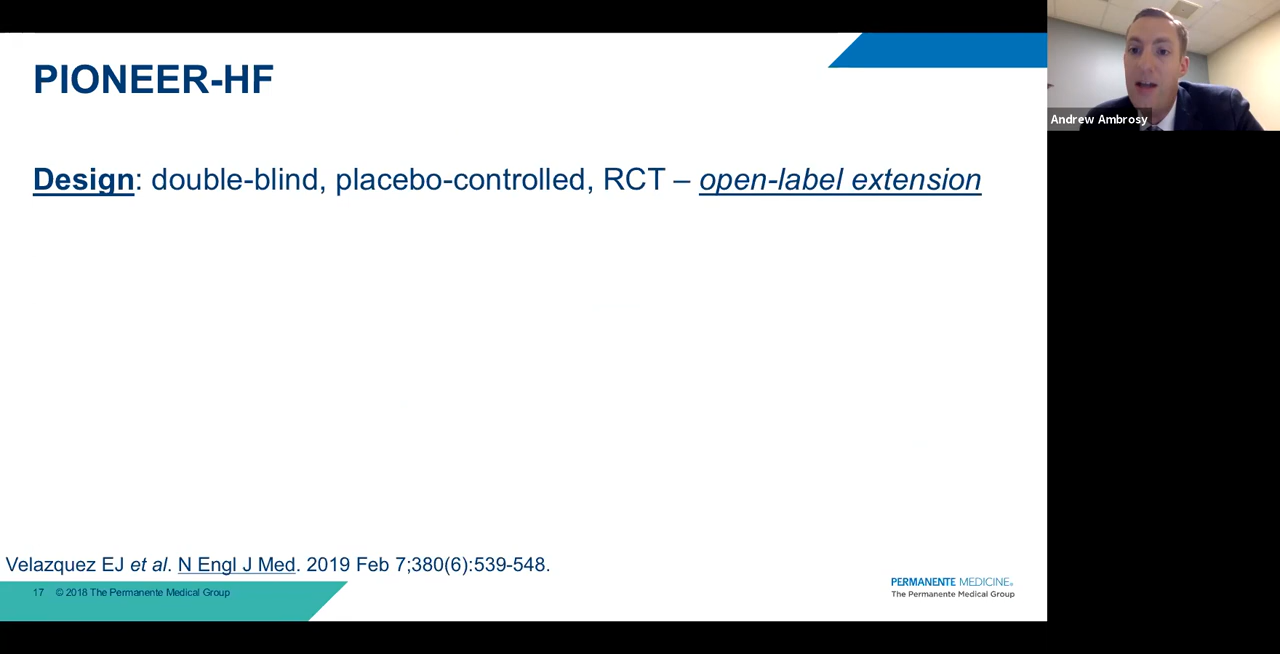 PIONEER-HF
Andrew Ambrosy
Design: double-blind, placebo-controlled, RCT – open-label extension
Velazquez EJ et al. N Engl J Med. 2019 Feb 7;380(6):539-548.
17 © 2018 The Permanente Medical Group
PERMANENTE MEDICINE®
The Permanente Medical Group